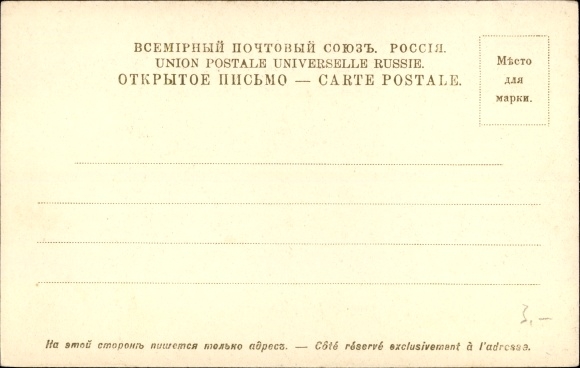 ВСЕМІРНЫЙ ПОЧТОВЫЙ СОЮЗЪ. РОССІЯ.
UNION POSTALE UNIVERSELLE RUSSIE.
ОТКРЫТОЕ ПИСЬМО — CARTE POSTALE.
Мѣсто
для
марки.
3,–
На этой сторонѣ пишется только адресъ. — Côté réservé exclusivement à l'adresse.